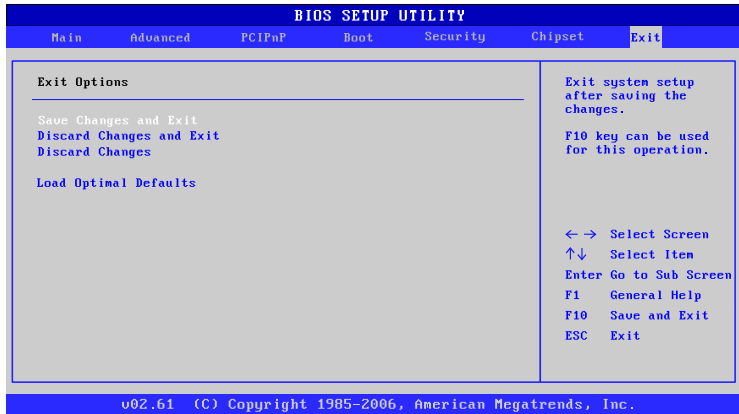 BIOS SETUP UTILITY
Main Advanced PCIPnP Boot Security Chipset Exit
Exit Options
Save Changes and Exit
Discard Changes and Exit
Discard Changes
Load Optimal Defaults
Exit system setup
after saving the
changes.
F10 key can be used
for this operation.
←→ Select Screen
↑↓ Select Item
Enter Go to Sub Screen
F1 General Help
F10 Save and Exit
ESC Exit
v02.61 (C) Copyright 1985-2006, American Megatrends, Inc.